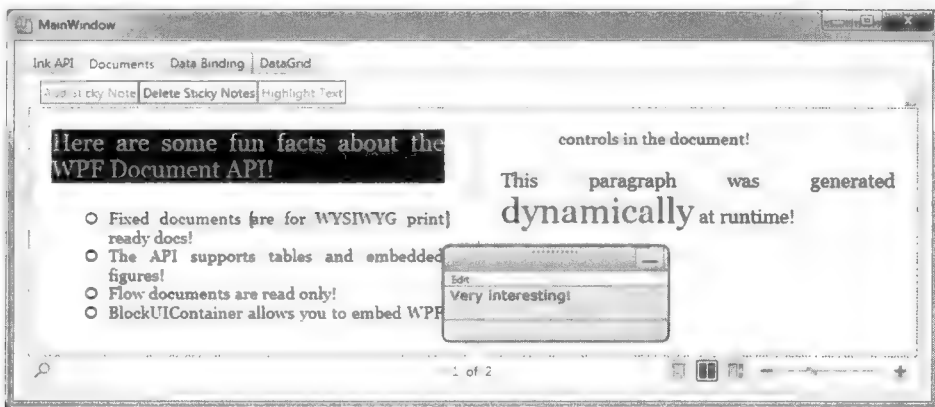 MainWindow
Ink API Documents Data Binding DataGrid
Add Sticky Note Delete Sticky Notes Highlight Text
Here are some fun facts about the
WPF Document API!
Fixed documents are for WYSIWYG print
ready docs!
The API supports tables and embedded
figures!
Flow documents are read only!
BlockUIContainer allows you to embed WPF
controls in the document!
This paragraph was generated
dynamically at runtime!
Edit
Very interesting!
1 of 2